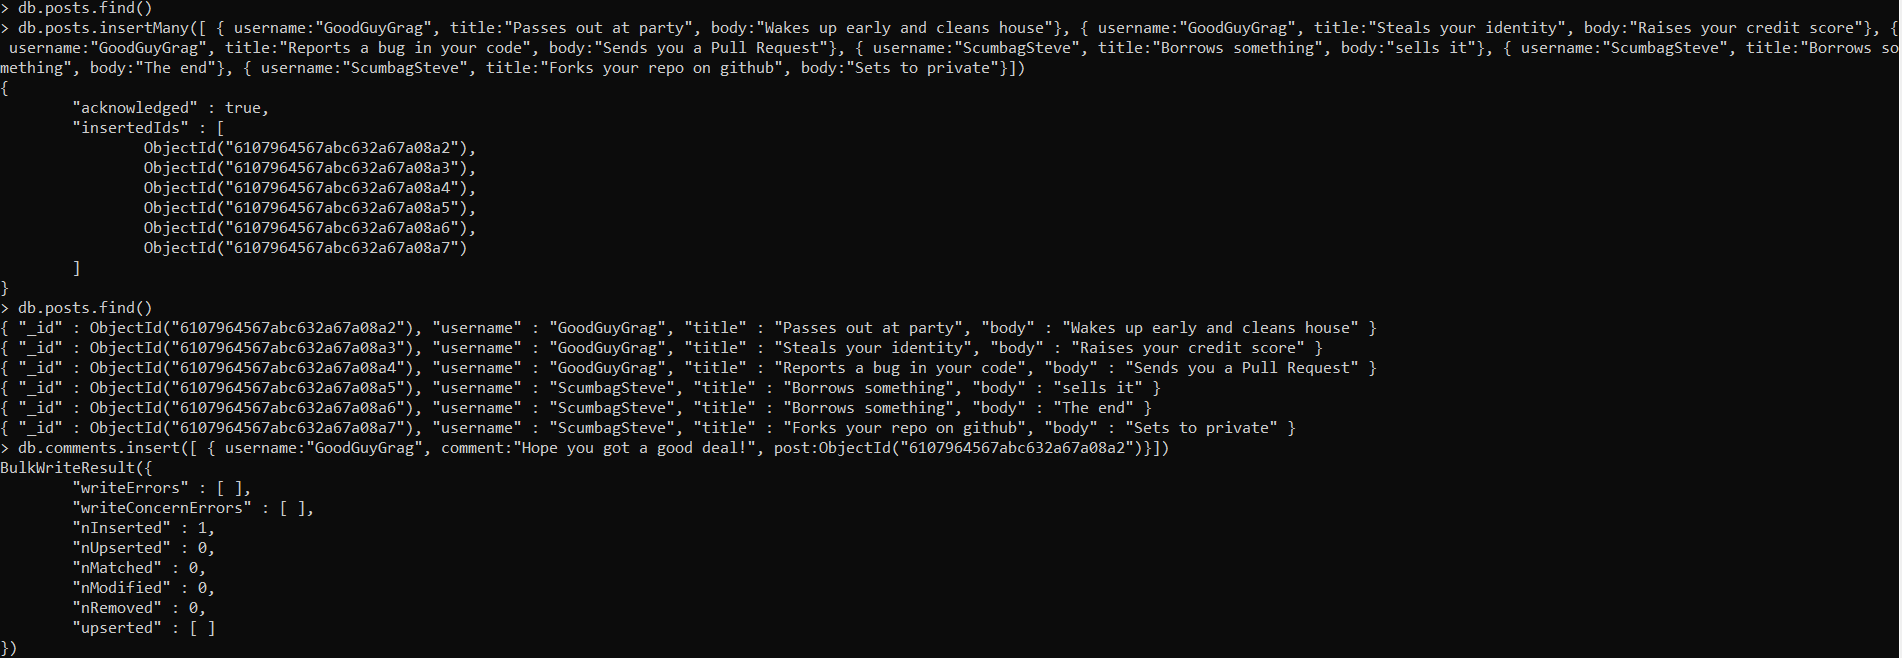 > db.posts.find()
> db.posts.insertMany([ { username:"GoodGuyGrag", title:"Passes out at party", body:"Wakes up early and cleans house"}, { username:"GoodGuyGrag", title:"Steals your identity", body:"Raises your credit score"}, {
 username:"GoodGuyGrag", title:"Reports a bug in your code", body:"Sends you a Pull Request"}, { username:"ScumbagSteve", title:"Borrows something", body:"sells it"}, { username:"ScumbagSteve", title:"Borrows so
mething", body:"The end"}, { username:"ScumbagSteve", title:"Forks your repo on github", body:"Sets to private"}])
{
        "acknowledged" : true,
        "insertedIds" : [
                ObjectId("6107964567abc632a67a08a2"),
                ObjectId("6107964567abc632a67a08a3"),
                ObjectId("6107964567abc632a67a08a4"),
                ObjectId("6107964567abc632a67a08a5"),
                ObjectId("6107964567abc632a67a08a6"),
                ObjectId("6107964567abc632a67a08a7")
        ]
}
> db.posts.find()
{ "_id" : ObjectId("6107964567abc632a67a08a2"), "username" : "GoodGuyGrag", "title" : "Passes out at party", "body" : "Wakes up early and cleans house" }
{ "_id" : ObjectId("6107964567abc632a67a08a3"), "username" : "GoodGuyGrag", "title" : "Steals your identity", "body" : "Raises your credit score" }
{ "_id" : ObjectId("6107964567abc632a67a08a4"), "username" : "GoodGuyGrag", "title" : "Reports a bug in your code", "body" : "Sends you a Pull Request" }
{ "_id" : ObjectId("6107964567abc632a67a08a5"), "username" : "ScumbagSteve", "title" : "Borrows something", "body" : "sells it" }
{ "_id" : ObjectId("6107964567abc632a67a08a6"), "username" : "ScumbagSteve", "title" : "Borrows something", "body" : "The end" }
{ "_id" : ObjectId("6107964567abc632a67a08a7"), "username" : "ScumbagSteve", "title" : "Forks your repo on github", "body" : "Sets to private" }
> db.comments.insert([ { username:"GoodGuyGrag", comment:"Hope you got a good deal!", post:ObjectId("6107964567abc632a67a08a2")}])
BulkWriteResult({
        "writeErrors" : [ ],
        "writeConcernErrors" : [ ],
        "nInserted" : 1,
        "nUpserted" : 0,
        "nMatched" : 0,
        "nModified" : 0,
        "nRemoved" : 0,
        "upserted" : [ ]
})